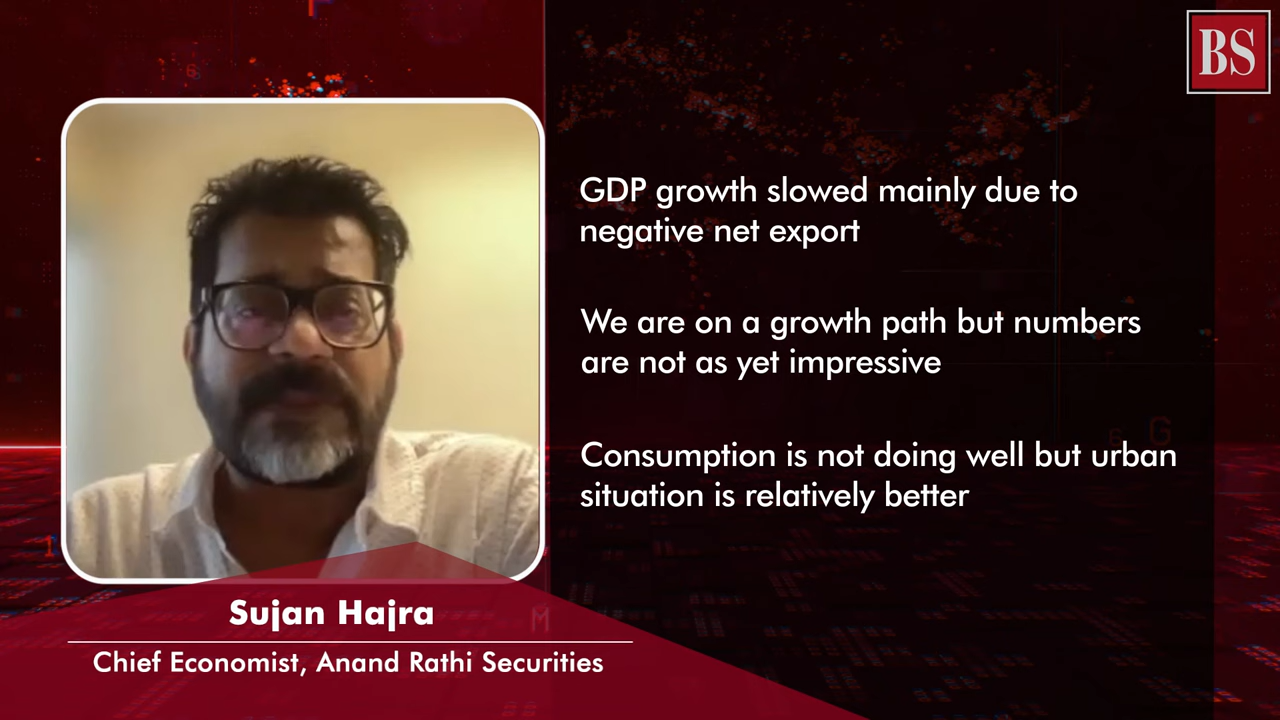 BS
GDP growth slowed mainly due to
negative net export
We are on a growth path but numbers
are not as yet impressive
Consumption is not doing well but urban
situation is relatively better
Sujan Hajra
Chief Economist, Anand Rathi Securities